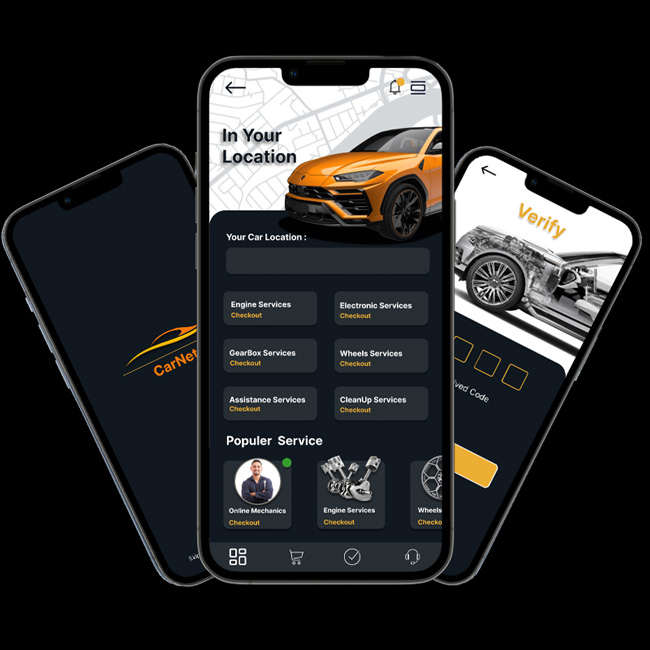 In Your
Location
Your Car Location :
Engine Services
Checkout
Electronic Services
Checkout
GearBox Services
Checkout
Wheels Services
Checkout
Assistance Services
Checkout
CleanUp Services
Checkout
Populer Service
Online Mechanics
Checkout
Engine Services
Checkout
Wheels
Checko
CarNet
Verify
Code